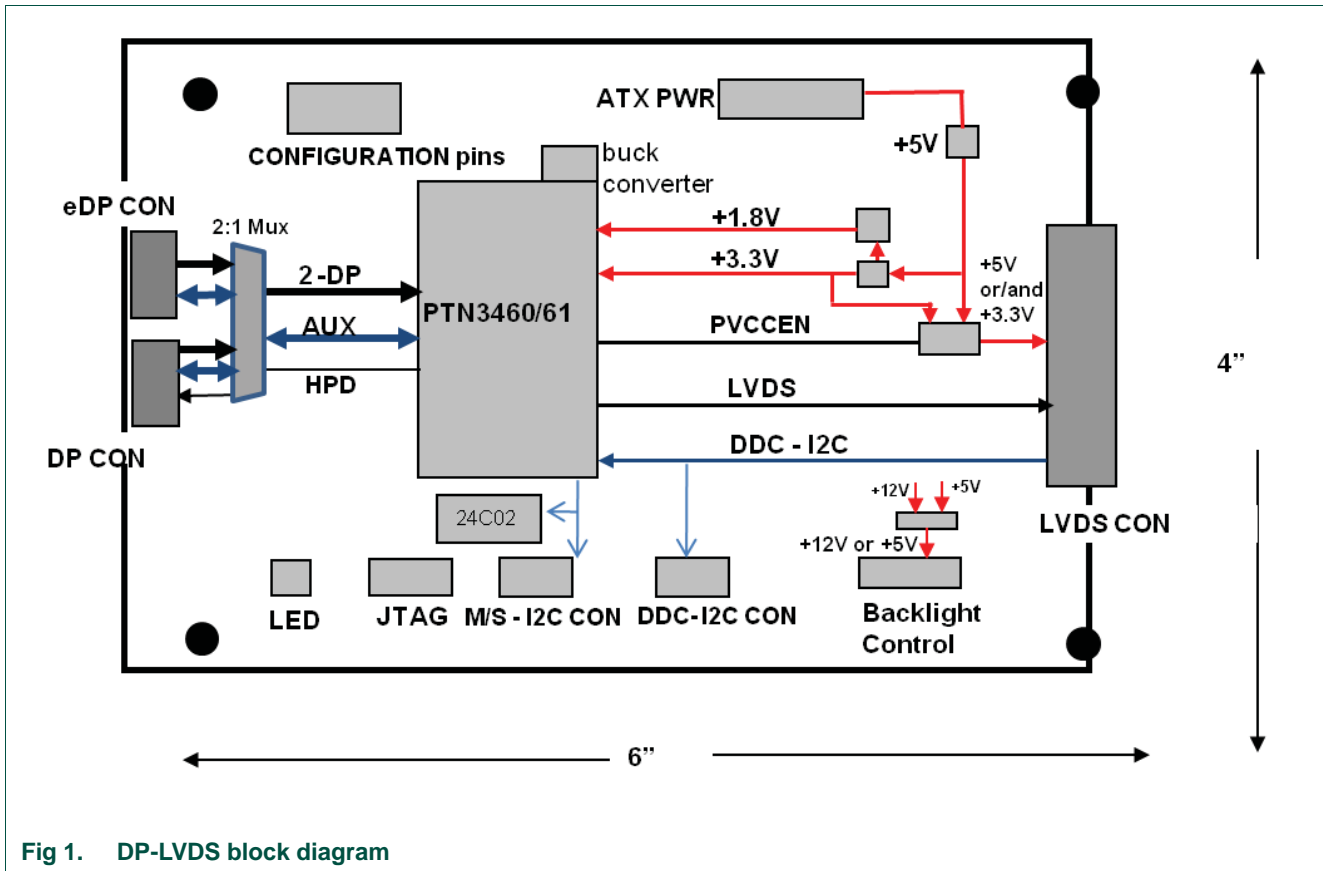 ATX PWR
CONFIGURATION pins
buck
converter
+5V
eDP CON
2:1 Mux
+1.8V
2-DP
+3.3V
+5V
or/and
+3.3V
PTN3460/61
AUX
PVCCEN
HPD
LVDS
4”
DP CON
DDC - I2C
+12V
+5V
24C02
LVDS CON
+12V or +5V
LED
JTAG
M/S - I2C CON
DDC-I2C CON
Backlight
Control
6”
Fig 1. DP-LVDS block diagram